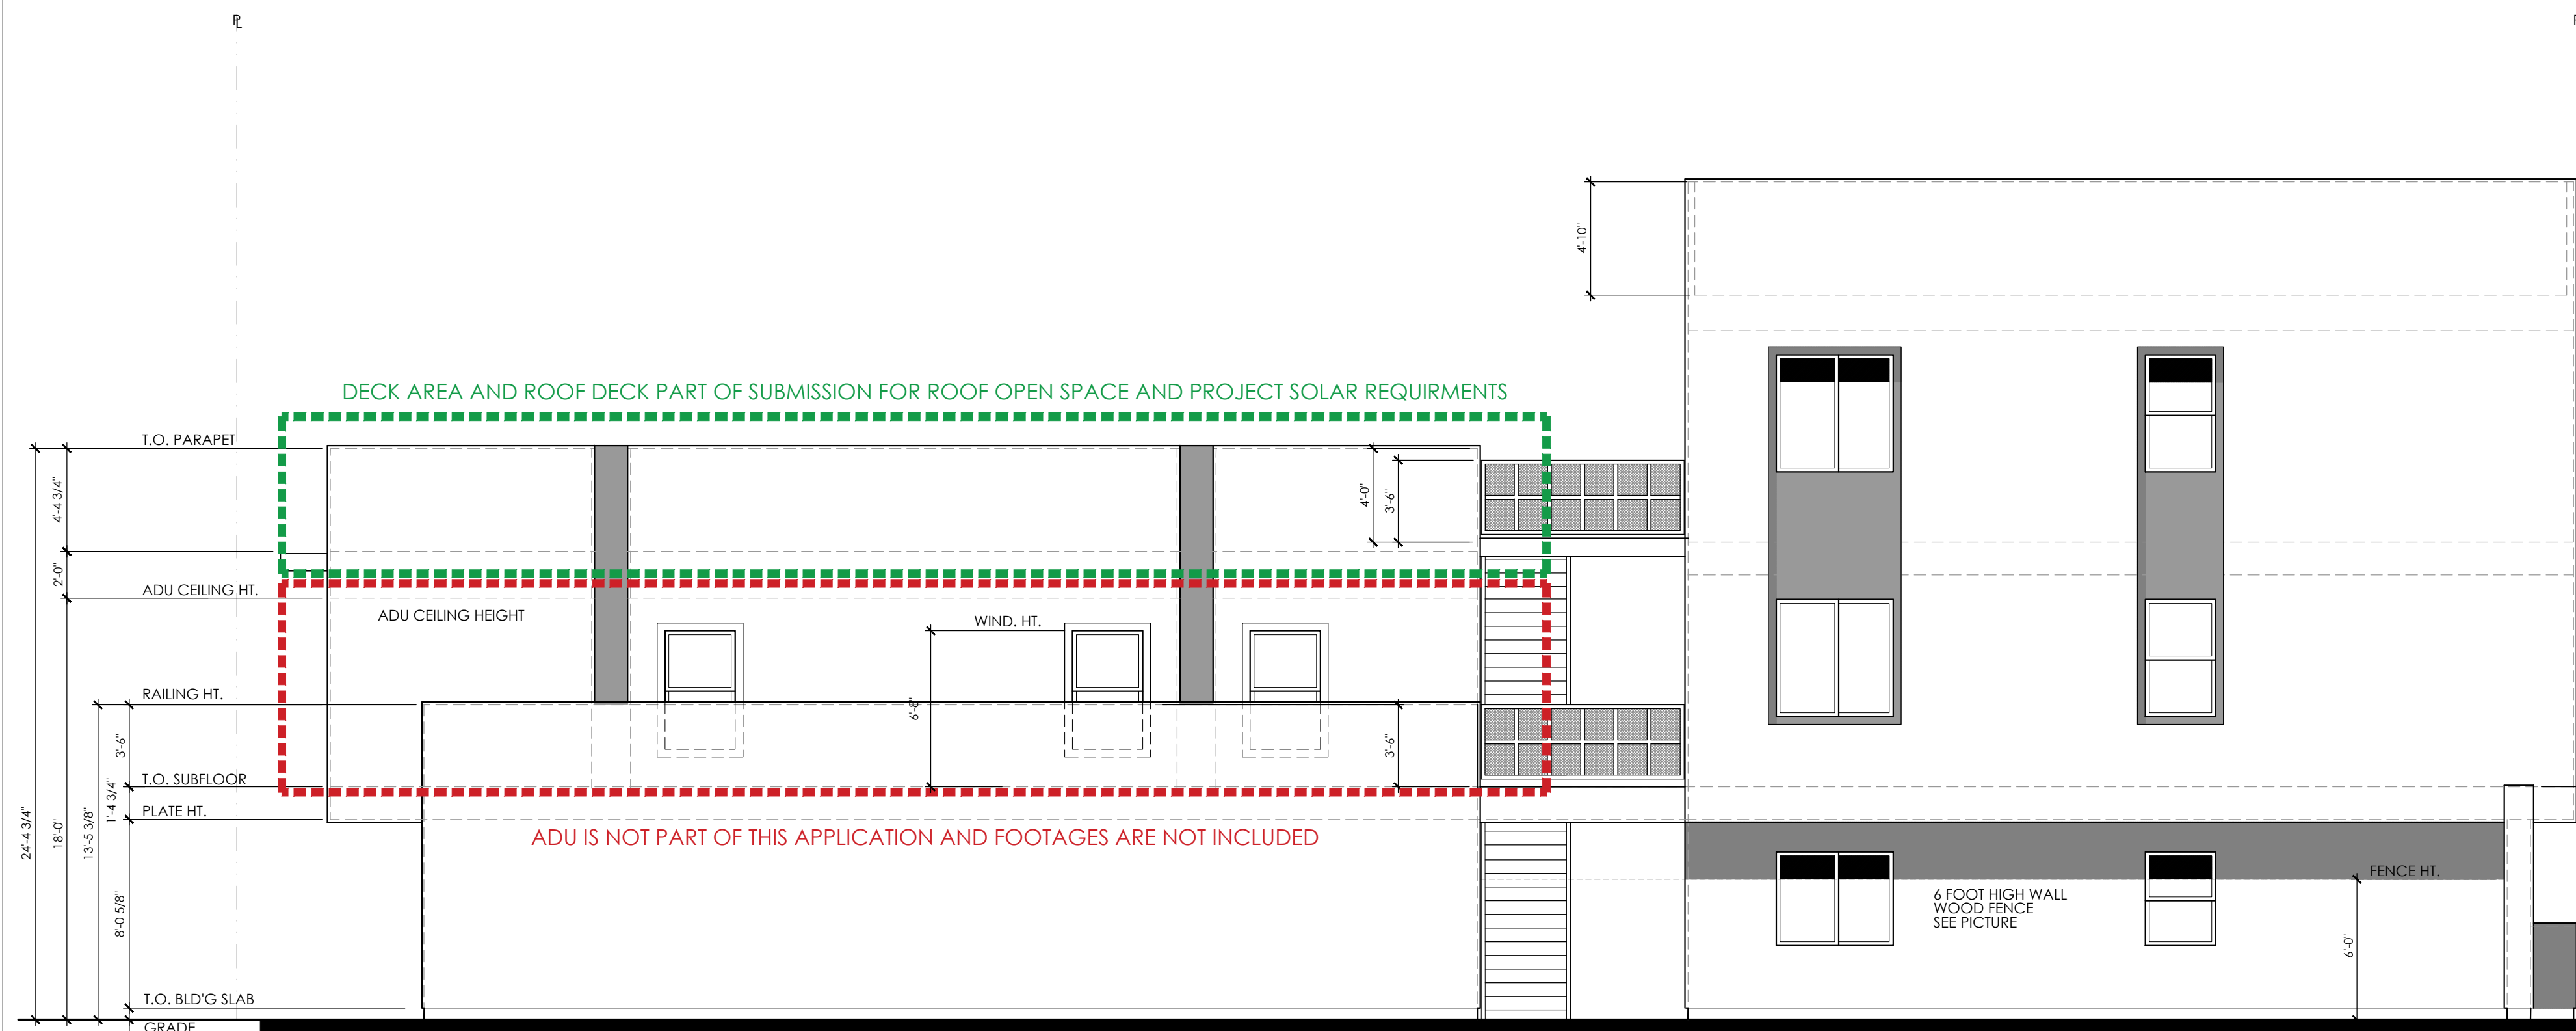 PL
4'-10"
DECK AREA AND ROOF DECK PART OF SUBMISSION FOR ROOF OPEN SPACE AND PROJECT SOLAR REQUIRMENTS
T.O. PARAPET
4'-4 3/4"
4'-0"
3'-6"
2'-0"
ADU CEILING HT.
ADU CEILING HEIGHT
WIND. HT.
RAILING HT.
6'-8"
3'-6"
3'-6"
T.O. SUBFLOOR
1'-4 3/4"
PLATE HT.
24'-4 3/4"
18'-0"
13'-5 3/8"
ADU IS NOT PART OF THIS APPLICATION AND FOOTAGES ARE NOT INCLUDED
8'-0 5/8"
FENCE HT.
6 FOOT HIGH WALL
WOOD FENCE
SEE PICTURE
6'-0"
T.O. BLD'G SLAB
GRADE